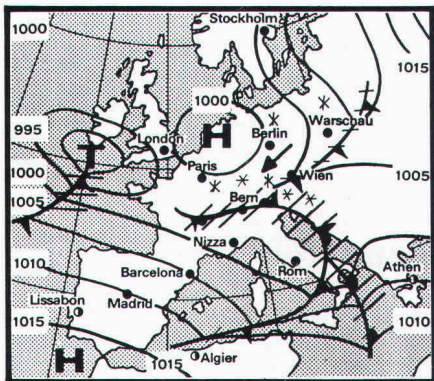 Stockholm
1000
1015
1000
995
H
London
Warschau
Berlin
T
Paris
1000
Wien
1005
1005
Bern
Nizza
1010
Rom
Athen
Barcelona
Lissabon
Madrid
1015
1010
H
1015
Algier